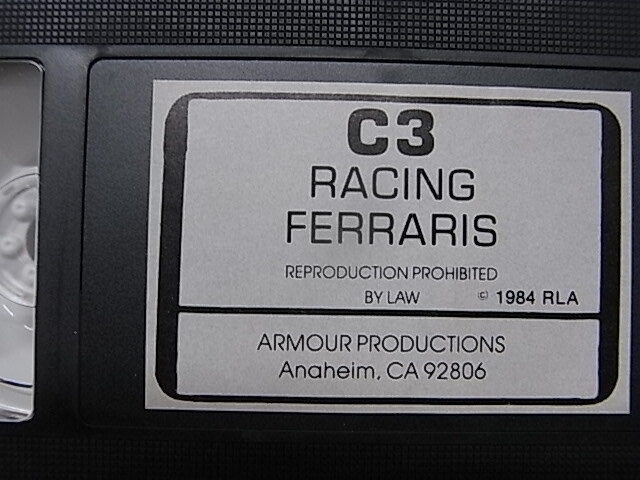 C3
RACING
FERRARIS
REPRODUCTION PROHIBITED
BY LAW © 1984 RLA
ARMOUR PRODUCTIONS
Anaheim, CA 92806